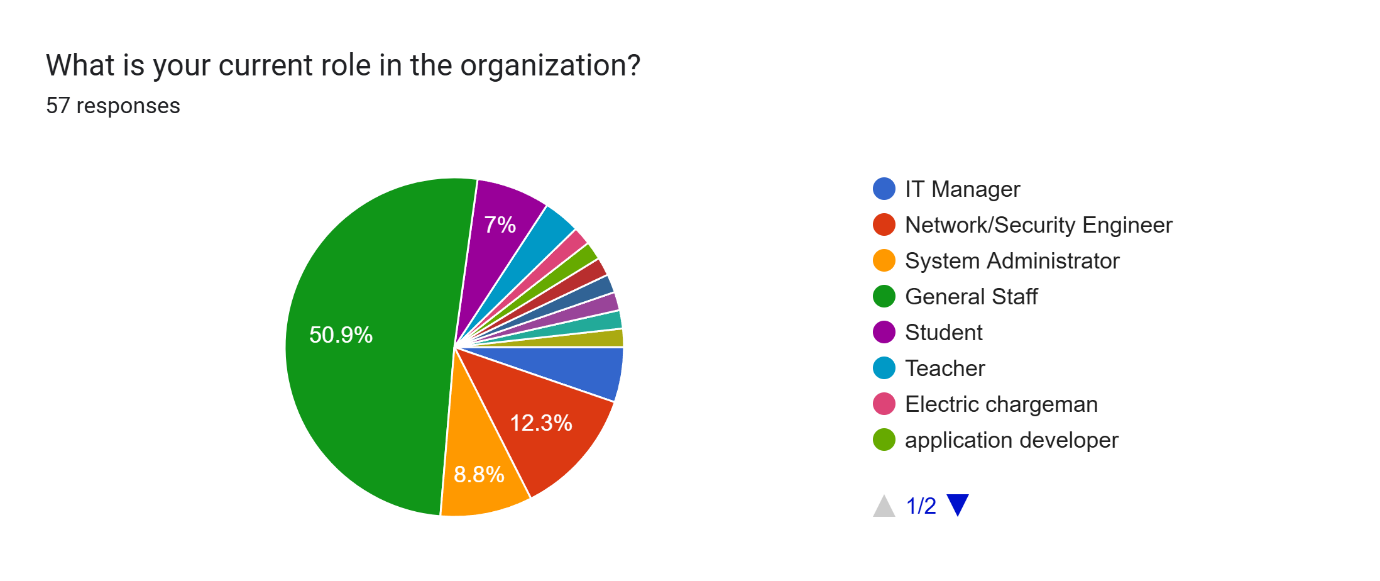 What is your current role in the organization?
57 responses
7%
50.9%
12.3%
8.8%
IT Manager
Network/Security Engineer
System Administrator
General Staff
Student
Teacher
Electric chargeman
application developer
1/2